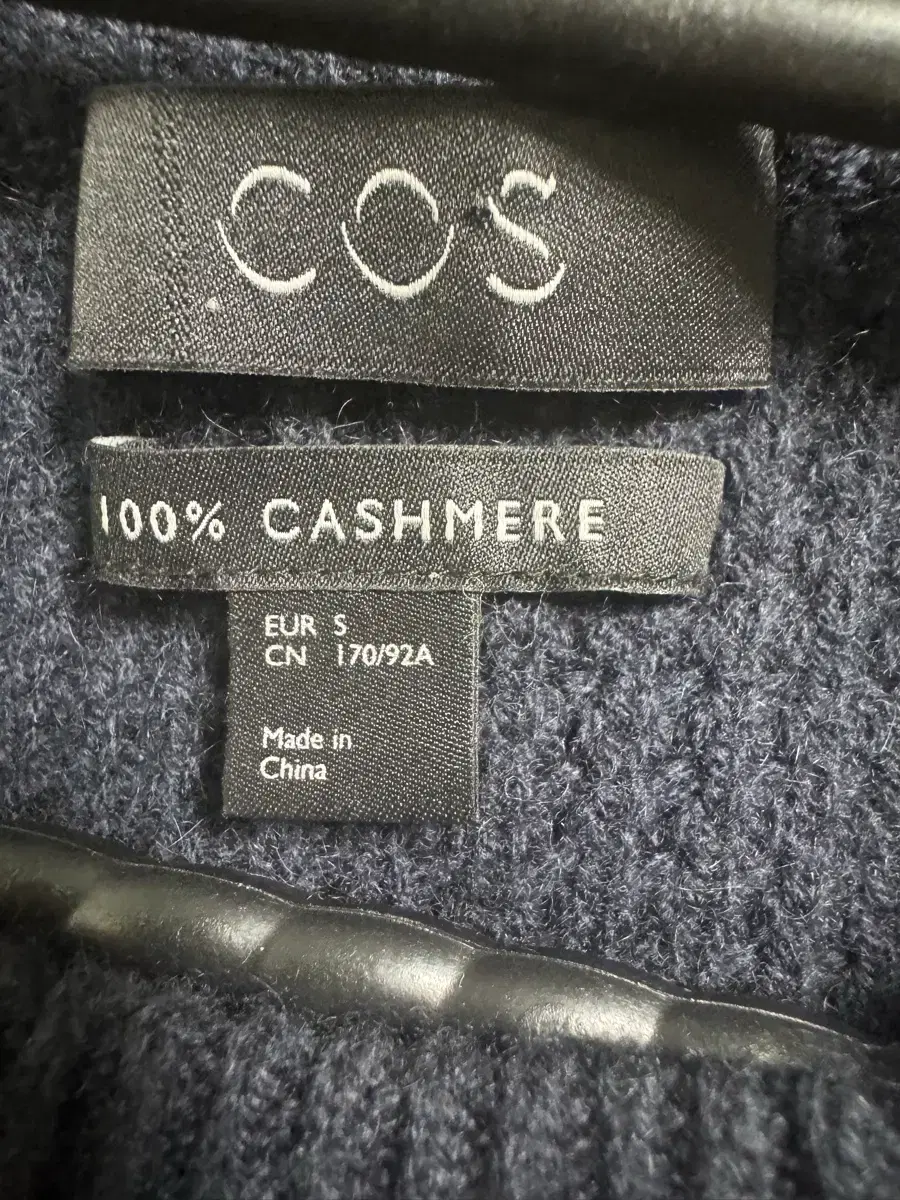 COS
100% CASHMERE
EUR S
CN 170/92A
Made in
China